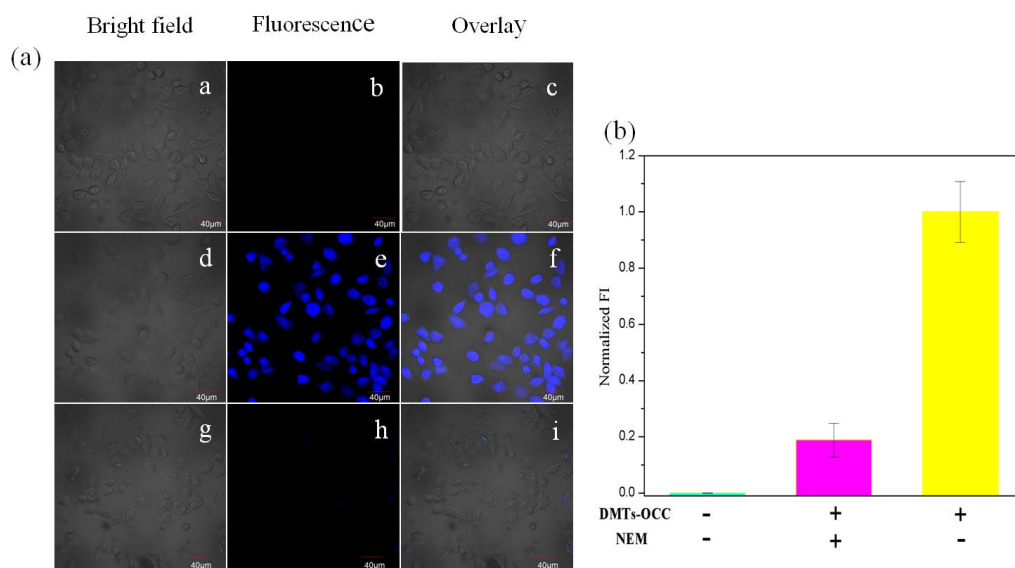 Bright field Fluorescence Overlay
(a)
a b c
40μm 40μm 40μm
d e f
40μm 40μm 40μm
g h i
40μm 40μm 40μm
(b)
1.2
1.0
0.8
0.6
0.4
0.2
0.0
Normalized FI
DMTs-OCC - + +
NEM - + -